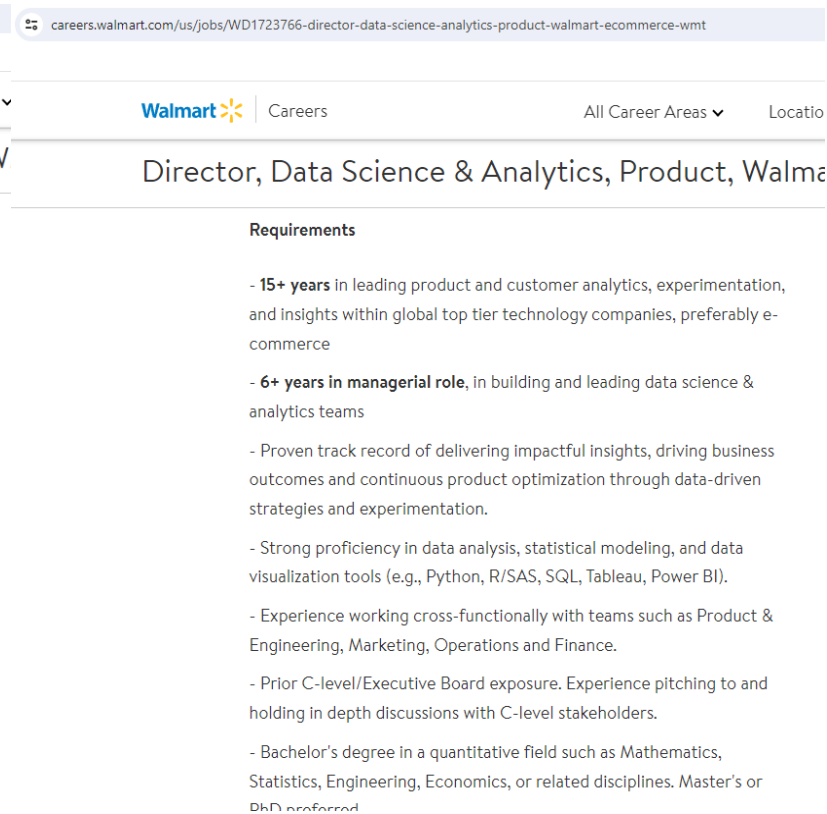 careers.walmart.com/us/jobs/WD1723766-director-data-science-analytics-product-walmart-ecommerce-wmt
Walmart Careers All Career Areas Locatio
Director, Data Science & Analytics, Product, Walma
Requirements
- 15+ years in leading product and customer analytics, experimentation,
and insights within global top tier technology companies, preferably e-
commerce
- 6+ years in managerial role, in building and leading data science &
analytics teams
- Proven track record of delivering impactful insights, driving business
outcomes and continuous product optimization through data-driven
strategies and experimentation.
- Strong proficiency in data analysis, statistical modeling, and data
visualization tools (e.g., Python, R/SAS, SQL, Tableau, Power BI).
- Experience working cross-functionally with teams such as Product &
Engineering, Marketing, Operations and Finance.
- Prior C-level/Executive Board exposure. Experience pitching to and
holding in depth discussions with C-level stakeholders.
- Bachelor's degree in a quantitative field such as Mathematics,
Statistics, Engineering, Economics, or related disciplines. Master's or
PhD preferred